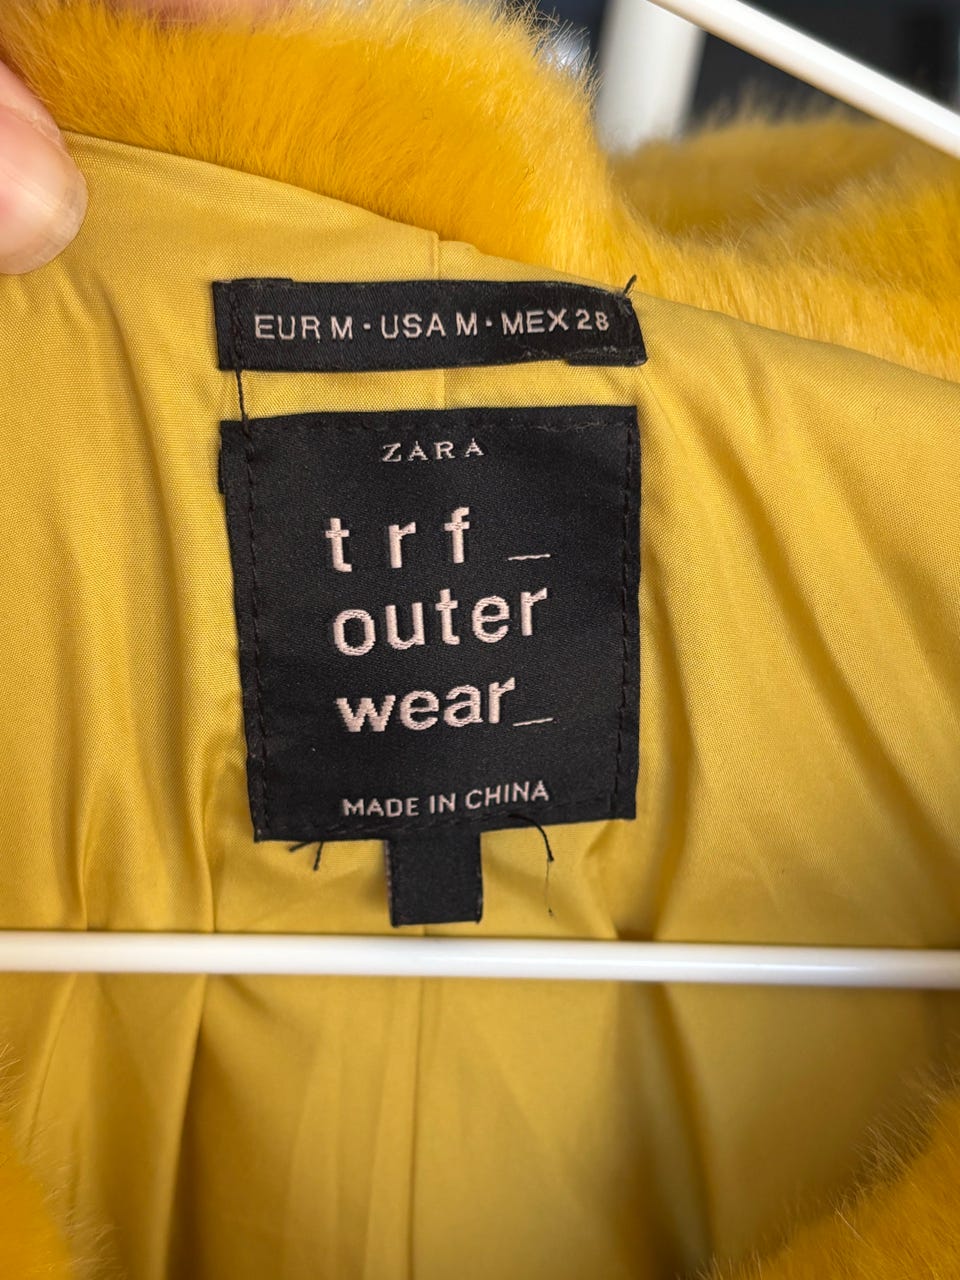 EUR M · USA M · MEX 28
ZARA
trf_
outer
wear_
MADE IN CHINA